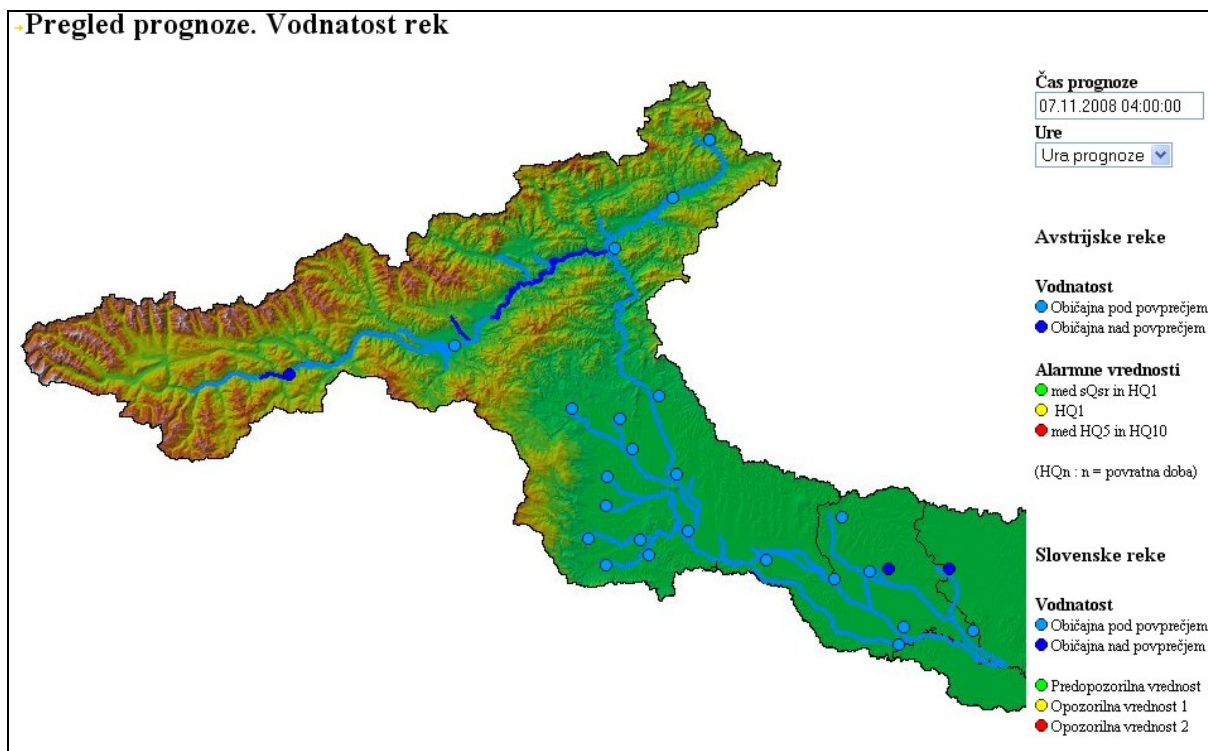 Pregled prognoze. Vodnatost rek
Čas prognoze
07.11.2008 04:00:00
Ure
Ura prognoze
Avstrijske reke
Vodnatost
Običajna pod povprečjem
Običajna nad povprečjem
Alarmne vrednosti
med sQsr in HQ1
HQ1
med HQ5 in HQ10
(HQn : n = povratna doba)
Slovenske reke
Vodnatost
Običajna pod povprečjem
Običajna nad povprečjem
Predopozorilna vrednost
Opozorilna vrednost 1
Opozorilna vrednost 2